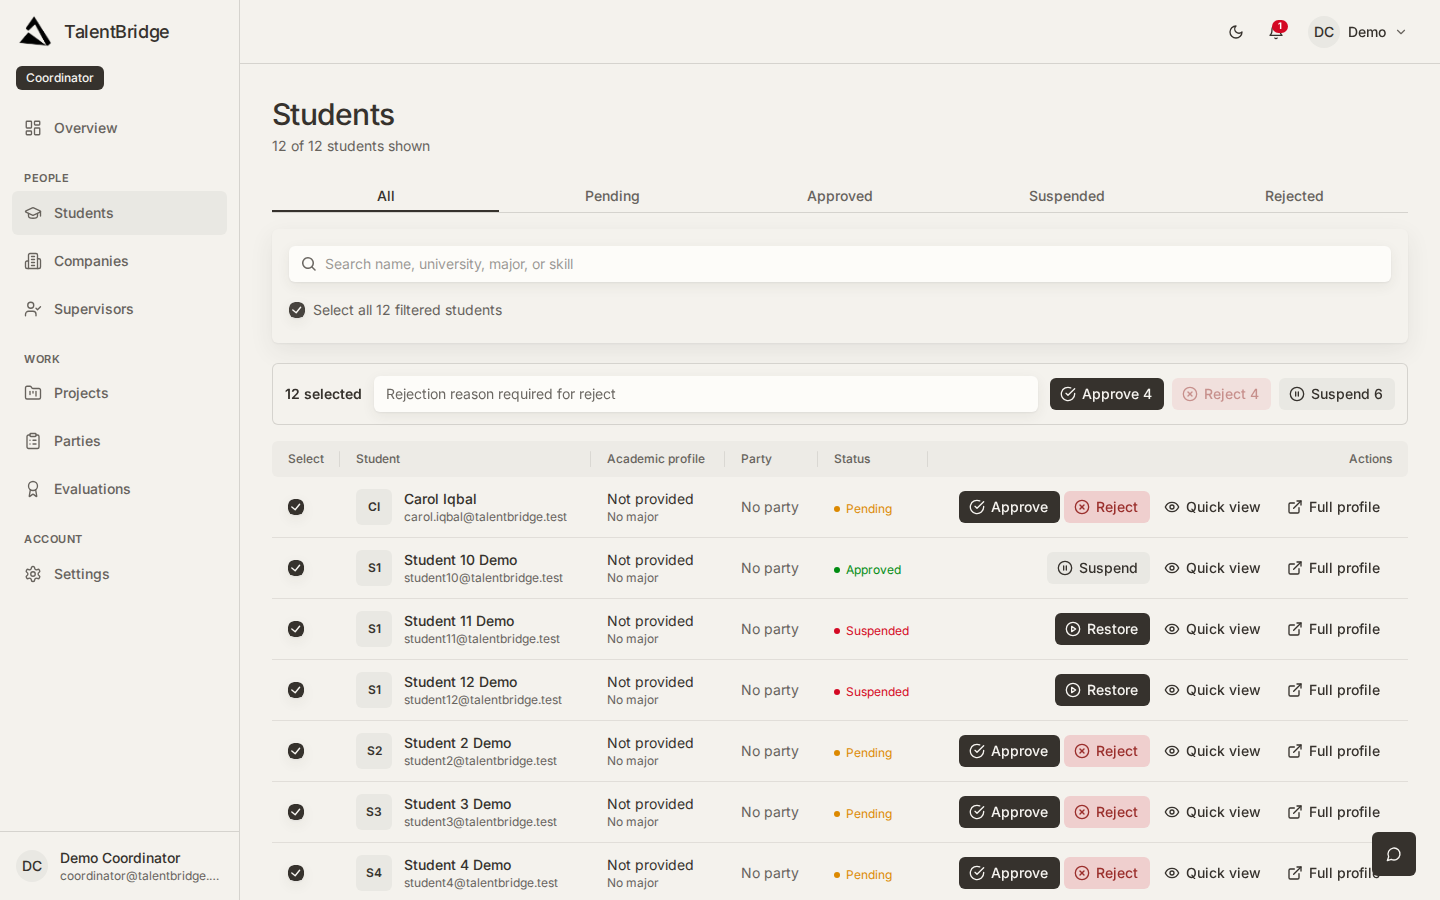 TalentBridge
Coordinator
Overview
PEOPLE
Students
Companies
Supervisors
WORK
Projects
Parties
Evaluations
ACCOUNT
Settings
DC
Demo Coordinator
coordinator@talentbridge....
1
DC Demo
Students
12 of 12 students shown
All Pending Approved Suspended Rejected
Search name, university, major, or skill
Select all 12 filtered students
12 selected Rejection reason required for reject Approve 4 Reject 4 Suspend 6
Select Student Academic profile Party Status Actions
CI Carol Iqbal Not provided No party Pending Approve Reject Quick view Full profile
carol.iqbal@talentbridge.test No major
S1 Student 10 Demo Not provided No party Approved Suspend Quick view Full profile
student10@talentbridge.test No major
S1 Student 11 Demo Not provided No party Suspended Restore Quick view Full profile
student11@talentbridge.test No major
S1 Student 12 Demo Not provided No party Suspended Restore Quick view Full profile
student12@talentbridge.test No major
S2 Student 2 Demo Not provided No party Pending Approve Reject Quick view Full profile
student2@talentbridge.test No major
S3 Student 3 Demo Not provided No party Pending Approve Reject Quick view Full profile
student3@talentbridge.test No major
S4 Student 4 Demo Not provided No party Pending Approve Reject Quick view Full profile
student4@talentbridge.test No major